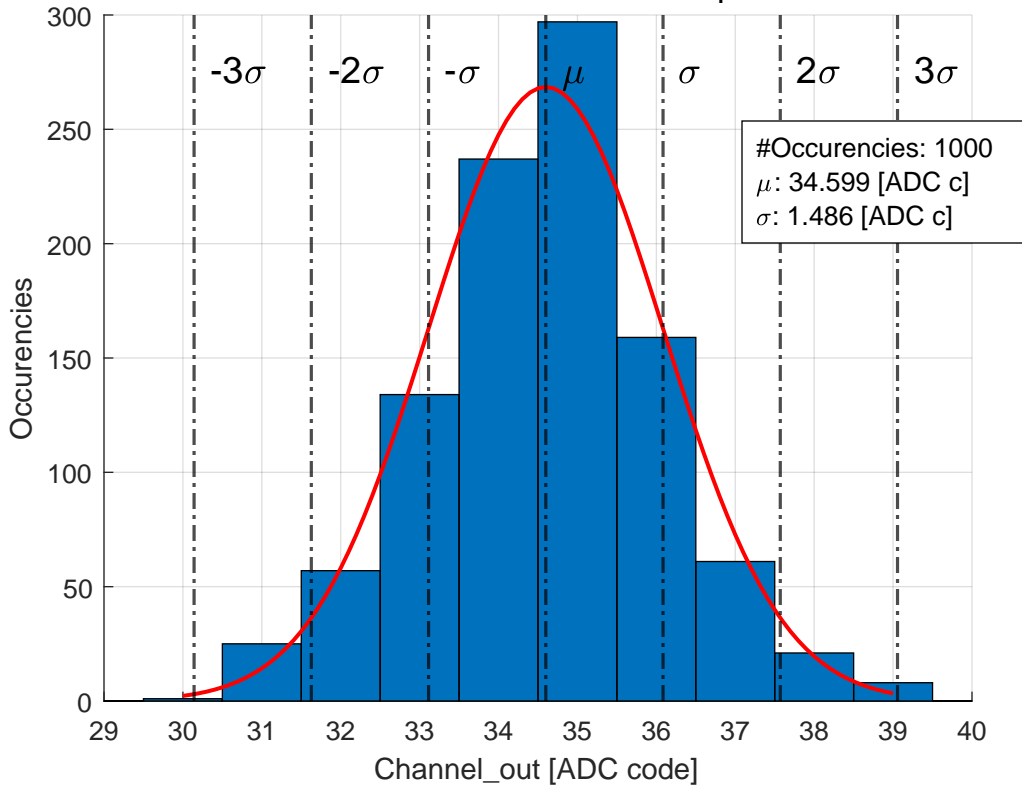 300
250
200
150
100
50
0
Occurencies
-3σ -2σ -σ μ σ 2σ 3σ
#Occurencies: 1000
μ: 34.599 [ADC c]
σ: 1.486 [ADC c]
29 30 31 32 33 34 35 36 37 38 39 40
Channel_out [ADC code]